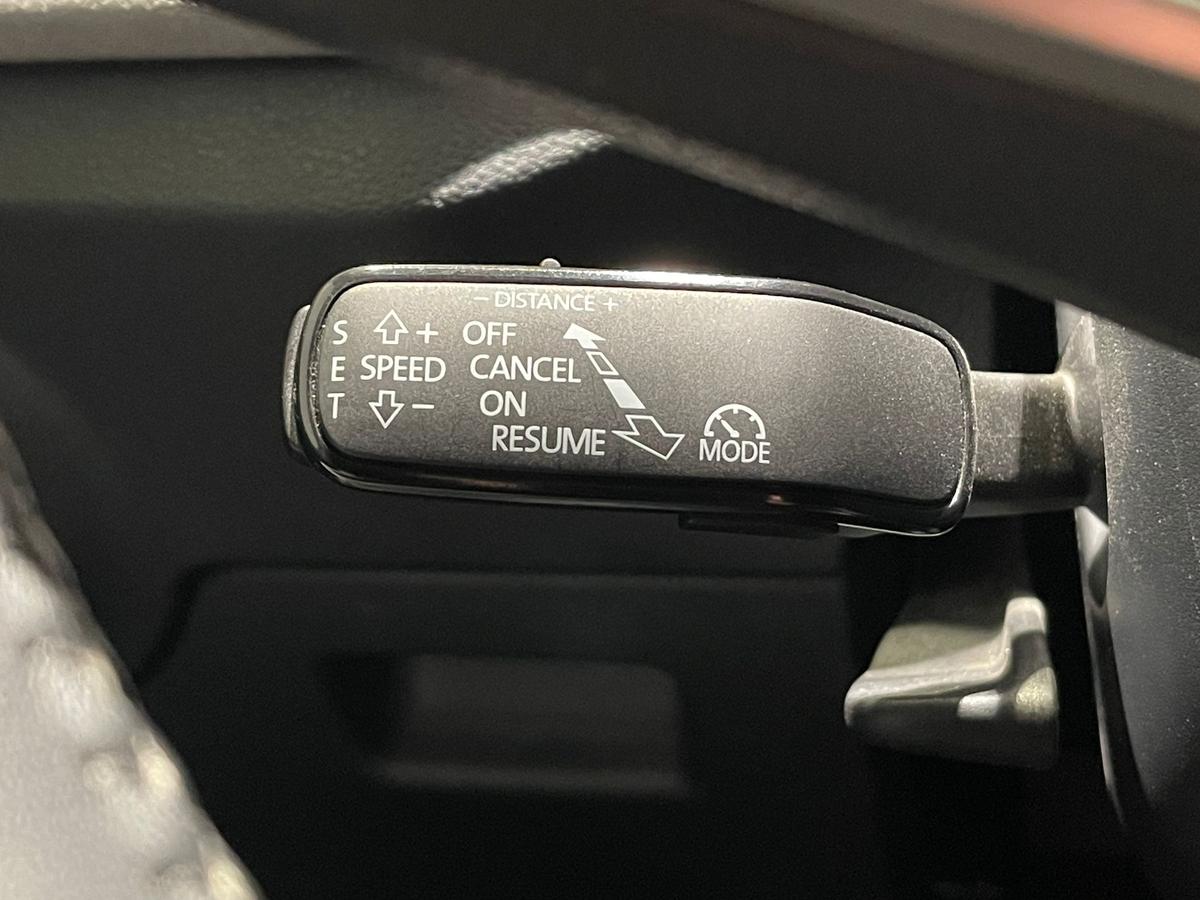 – DISTANCE +
S + OFF
E SPEED CANCEL
T – ON
RESUME
MODE